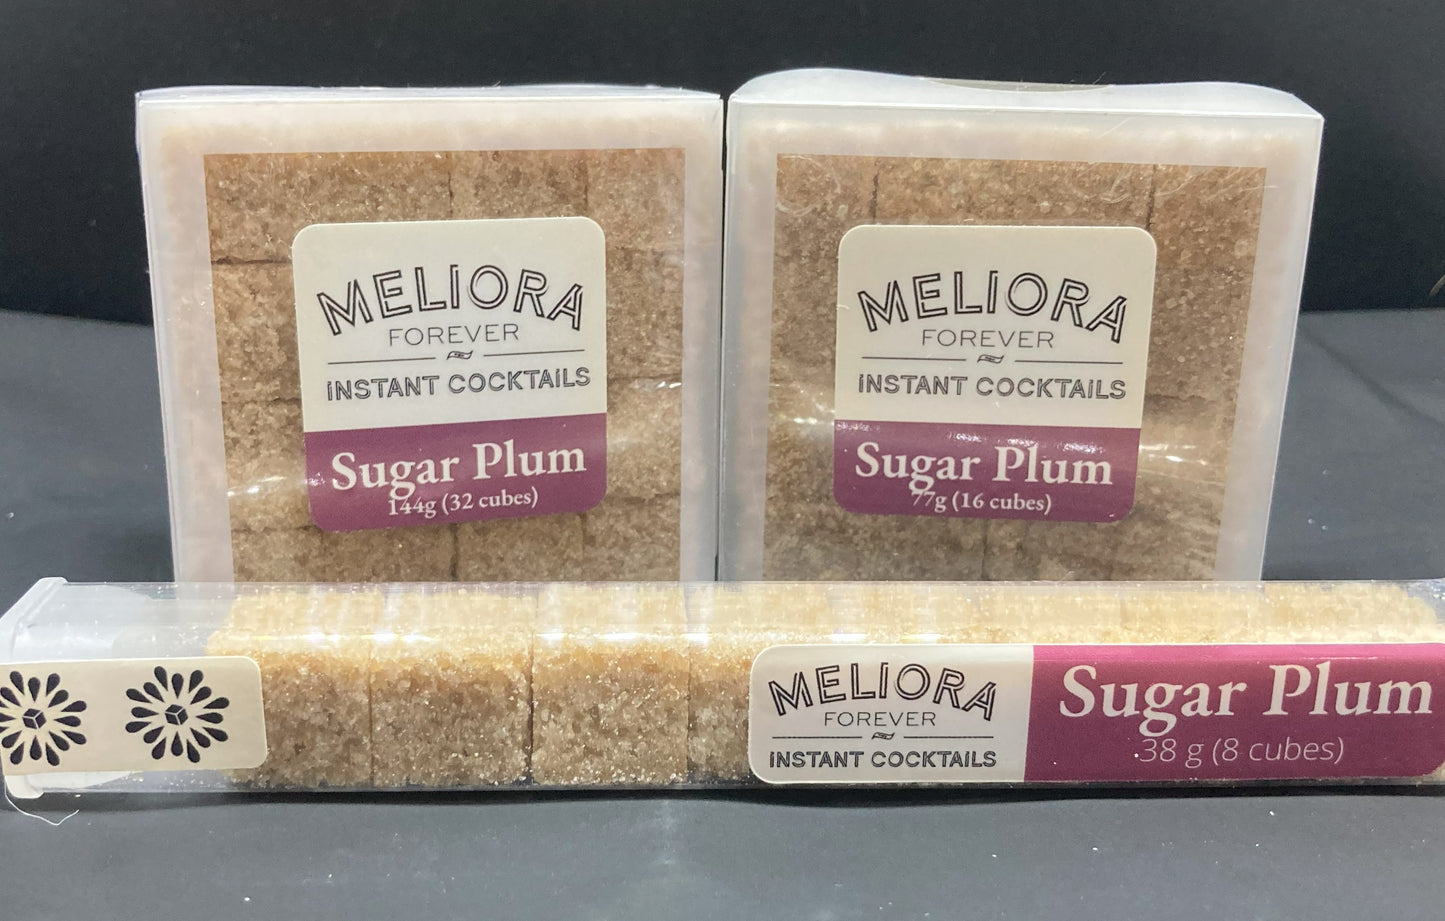 MELIORA
FOREVER
INSTANT COCKTAILS
Sugar Plum
144g (32 cubes)
MELIORA
FOREVER
INSTANT COCKTAILS
Sugar Plum
77g (16 cubes)
MELIORA
FOREVER
INSTANT COCKTAILS
Sugar Plum
38 g (8 cubes)